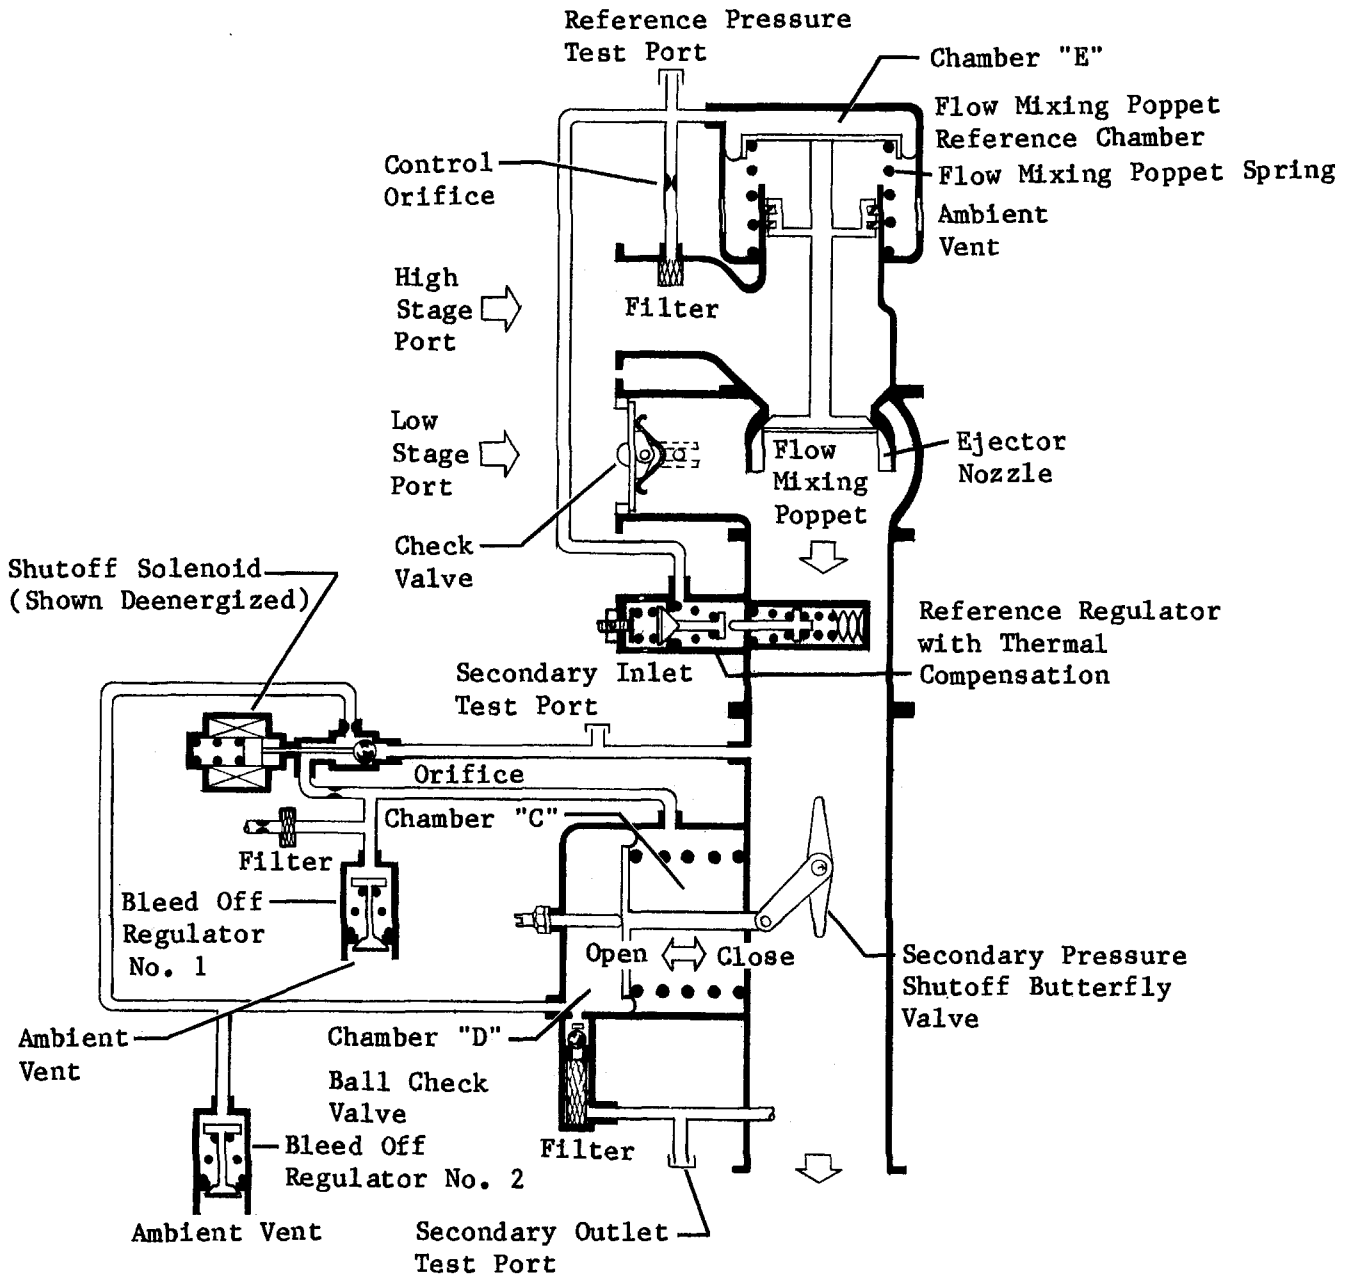 Reference Pressure
Test Port
Chamber "E"
Flow Mixing Poppet
Reference Chamber
Control
Orifice
Flow Mixing Poppet Spring
Ambient
Vent
High
Stage
Port
Filter
Low
Stage
Port
Flow
Mixing
Poppet
Ejector
Nozzle
Check
Valve
Shutoff Solenoid
(Shown Deenergized)
Reference Regulator
with Thermal
Compensation
Secondary Inlet
Test Port
Orifice
Chamber "C"
Filter
Bleed Off
Regulator
No. 1
Open
Close
Secondary Pressure
Shutoff Butterfly
Valve
Ambient
Vent
Chamber "D"
Ball Check
Valve
Filter
Bleed Off
Regulator No. 2
Ambient Vent
Secondary Outlet
Test Port